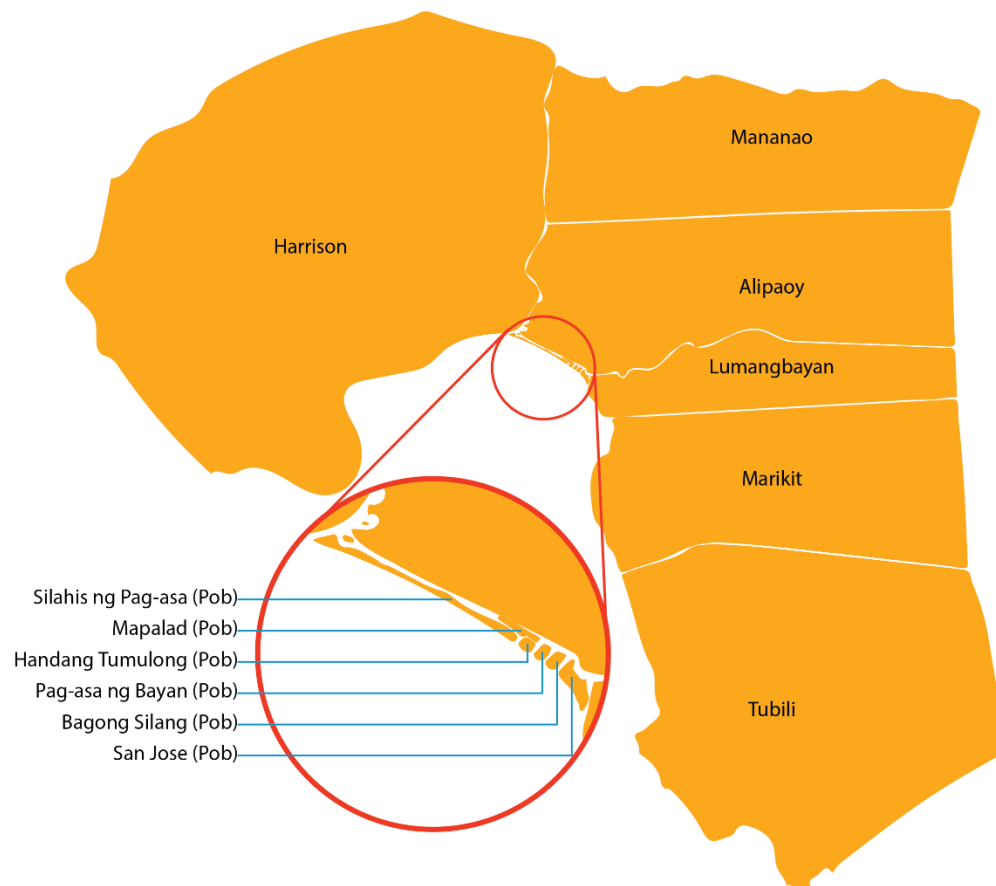 Mananao
Harrison
Alipaoy
Lumangbayan
Marikit
Silahis ng Pag-asa (Pob)
Mapalad (Pob)
Handang Tumulong (Pob)
Pag-asa ng Bayan (Pob)
Bagong Silang (Pob)
San Jose (Pob)
Tubili